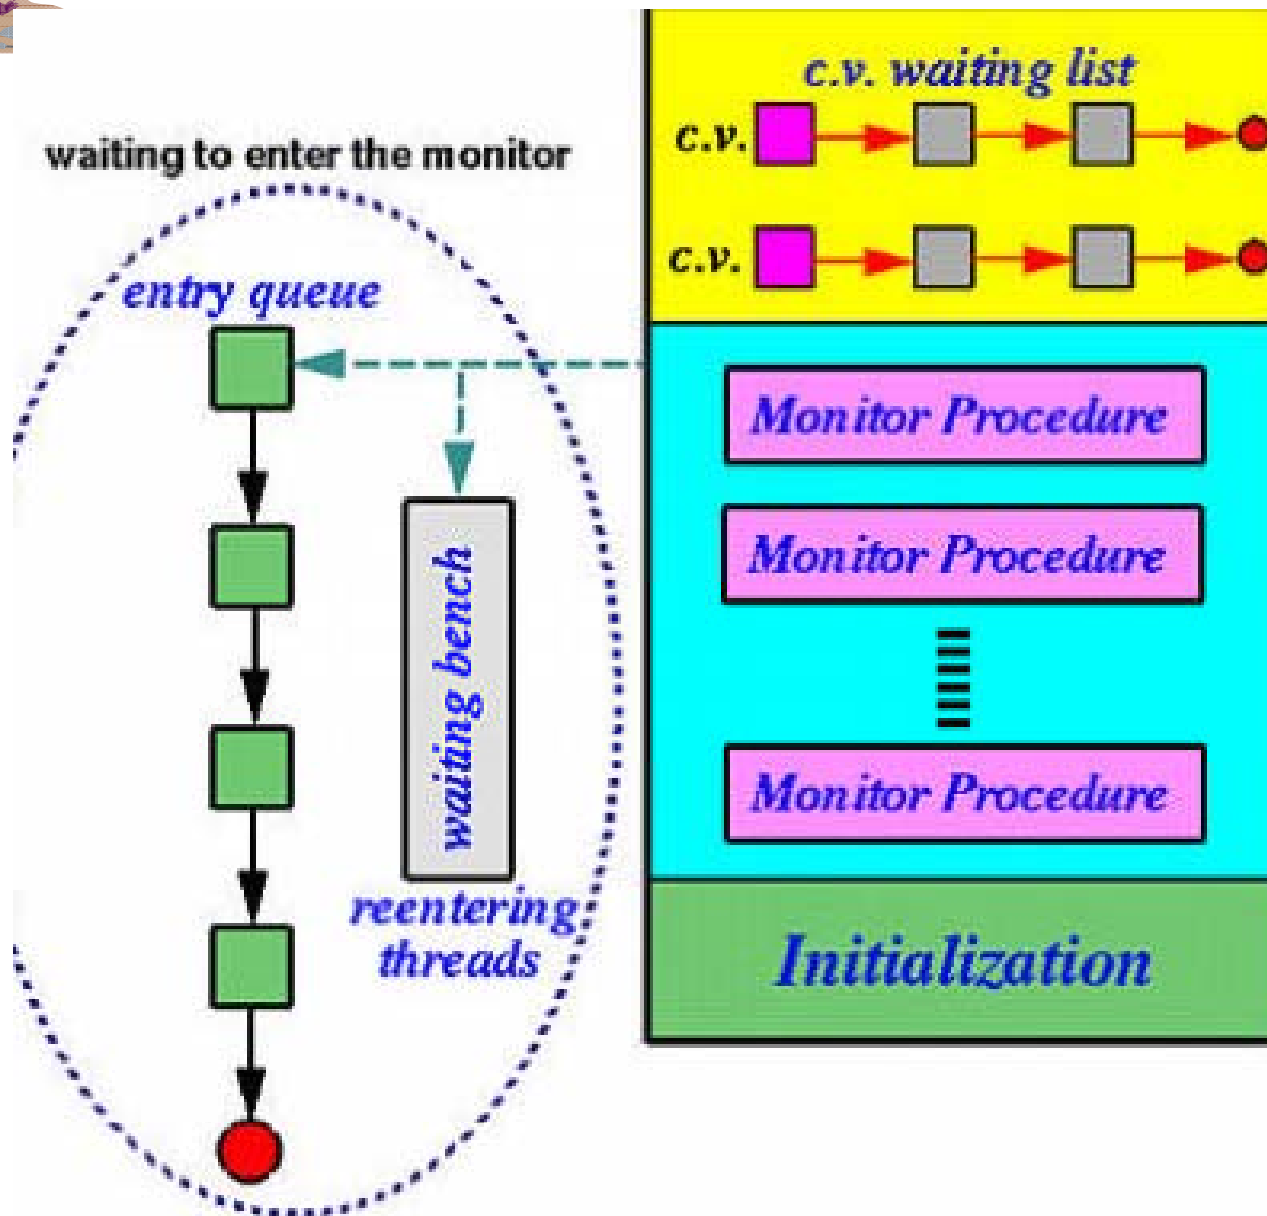 waiting to enter the monitor
entry queue
waiting bench
reentering
threads
c.v. waiting list
c.v.
c.v.
Monitor Procedure
Monitor Procedure
Monitor Procedure
Initialization